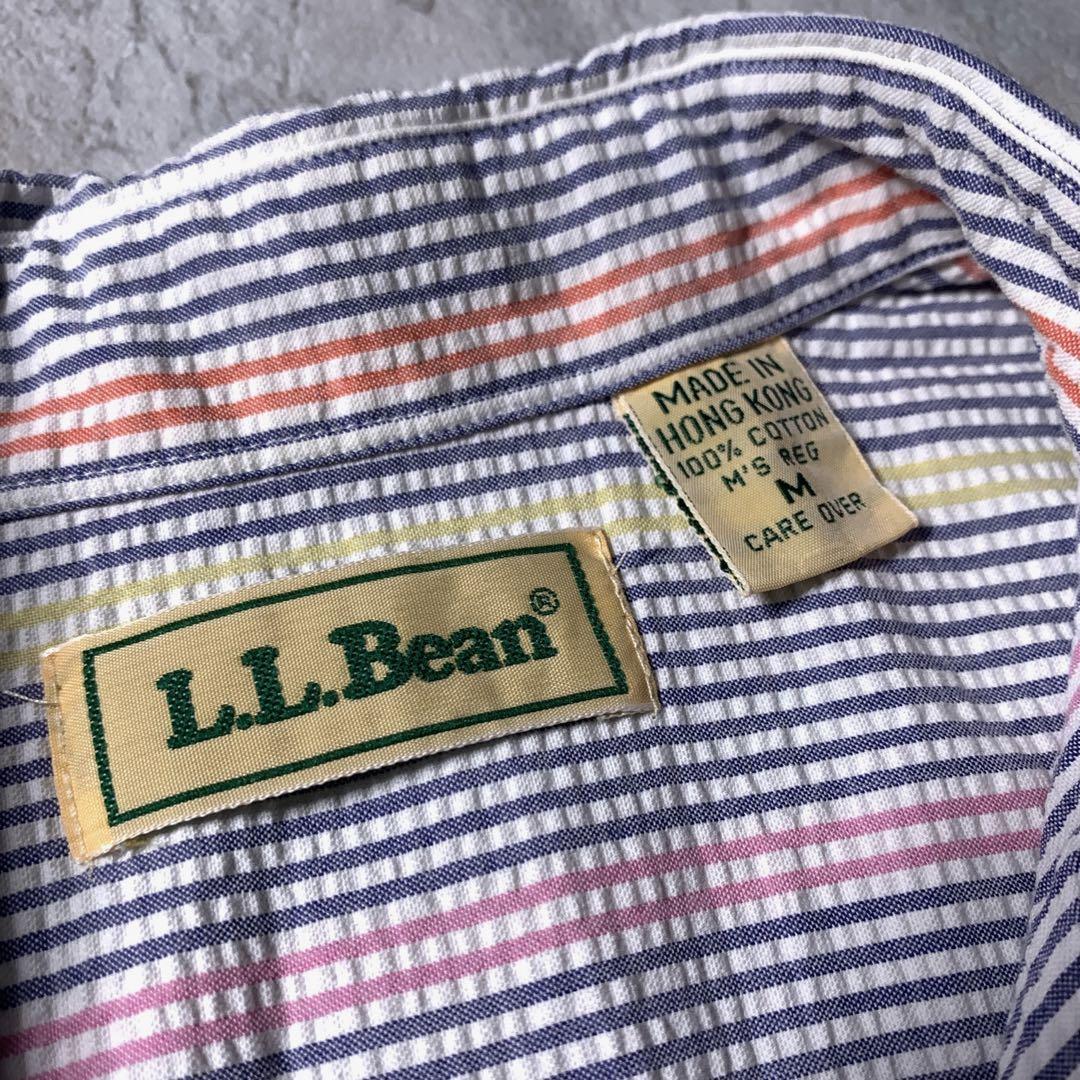 MADE IN
HONG KONG
100% COTTON
M'S REG
M
CARE OVER
L.L.Bean®